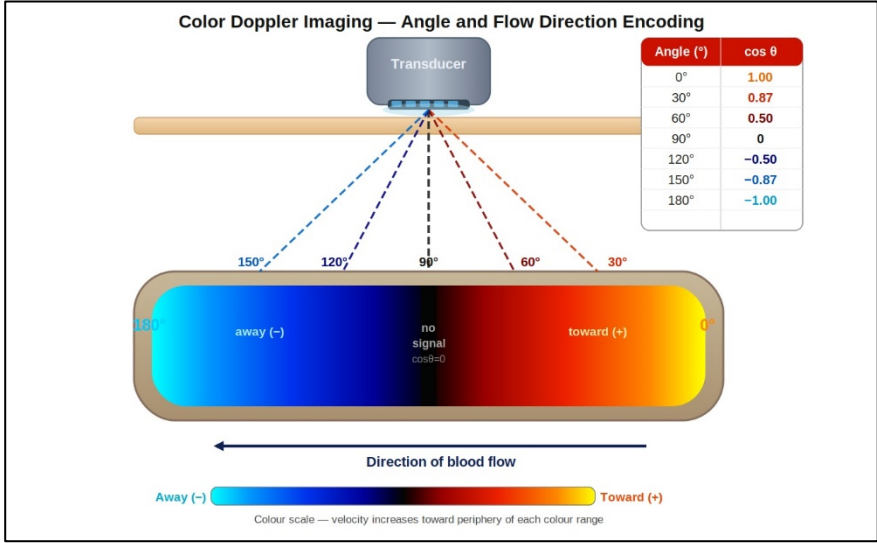 Color Doppler Imaging — Angle and Flow Direction Encoding
Transducer
Angle (°) cos θ
0° 1.00
30° 0.87
60° 0.50
90° 0
120° −0.50
150° −0.87
180° −1.00
150° 120° 90° 60° 30°
180° away (−) no toward (+) 0°
signal
cosθ=0
Direction of blood flow
Away (−) Toward (+)
Colour scale — velocity increases toward periphery of each colour range